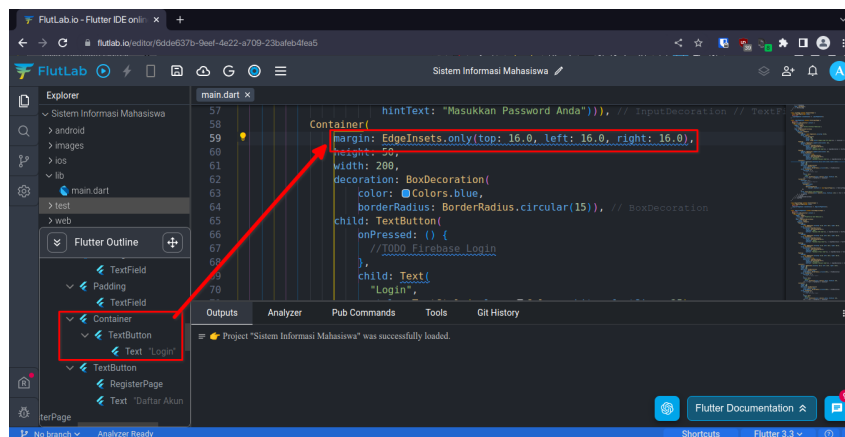 FlutLab.io - Flutter IDE onlin
flutlab.io/editor/6dde637b-9eef-4e22-a709-23bafeb4fea5
FlutLab
Sistem Informasi Mahasiswa
Explorer
main.dart ×
Sistem Informasi Mahasiswa
android
images
ios
lib
main.dart
test
web
57 hintText: "Masukkan Password Anda"))), // InputDecoration // TextF
58 Container(
59 margin: EdgeInsets.only(top: 16.0, left: 16.0, right: 16.0),
60 height: 50,
61 width: 200,
62 decoration: BoxDecoration(
63 color: Colors.blue,
64 borderRadius: BorderRadius.circular(15)), // BoxDecoration
65 child: TextButton(
66 onPressed: () {
67 //TODO Firebase Login
68 },
69 child: Text(
70 "Login",
Flutter Outline
TextField
Padding
TextField
Container
TextButton
Text "Login"
TextButton
RegisterPage
Text "Daftar Akun
terPage
Outputs Analyzer Pub Commands Tools Git History
Project "Sistem Informasi Mahasiswa" was successfully loaded.
Flutter Documentation
No branch Analyzer Ready Shortcuts Flutter 3.3